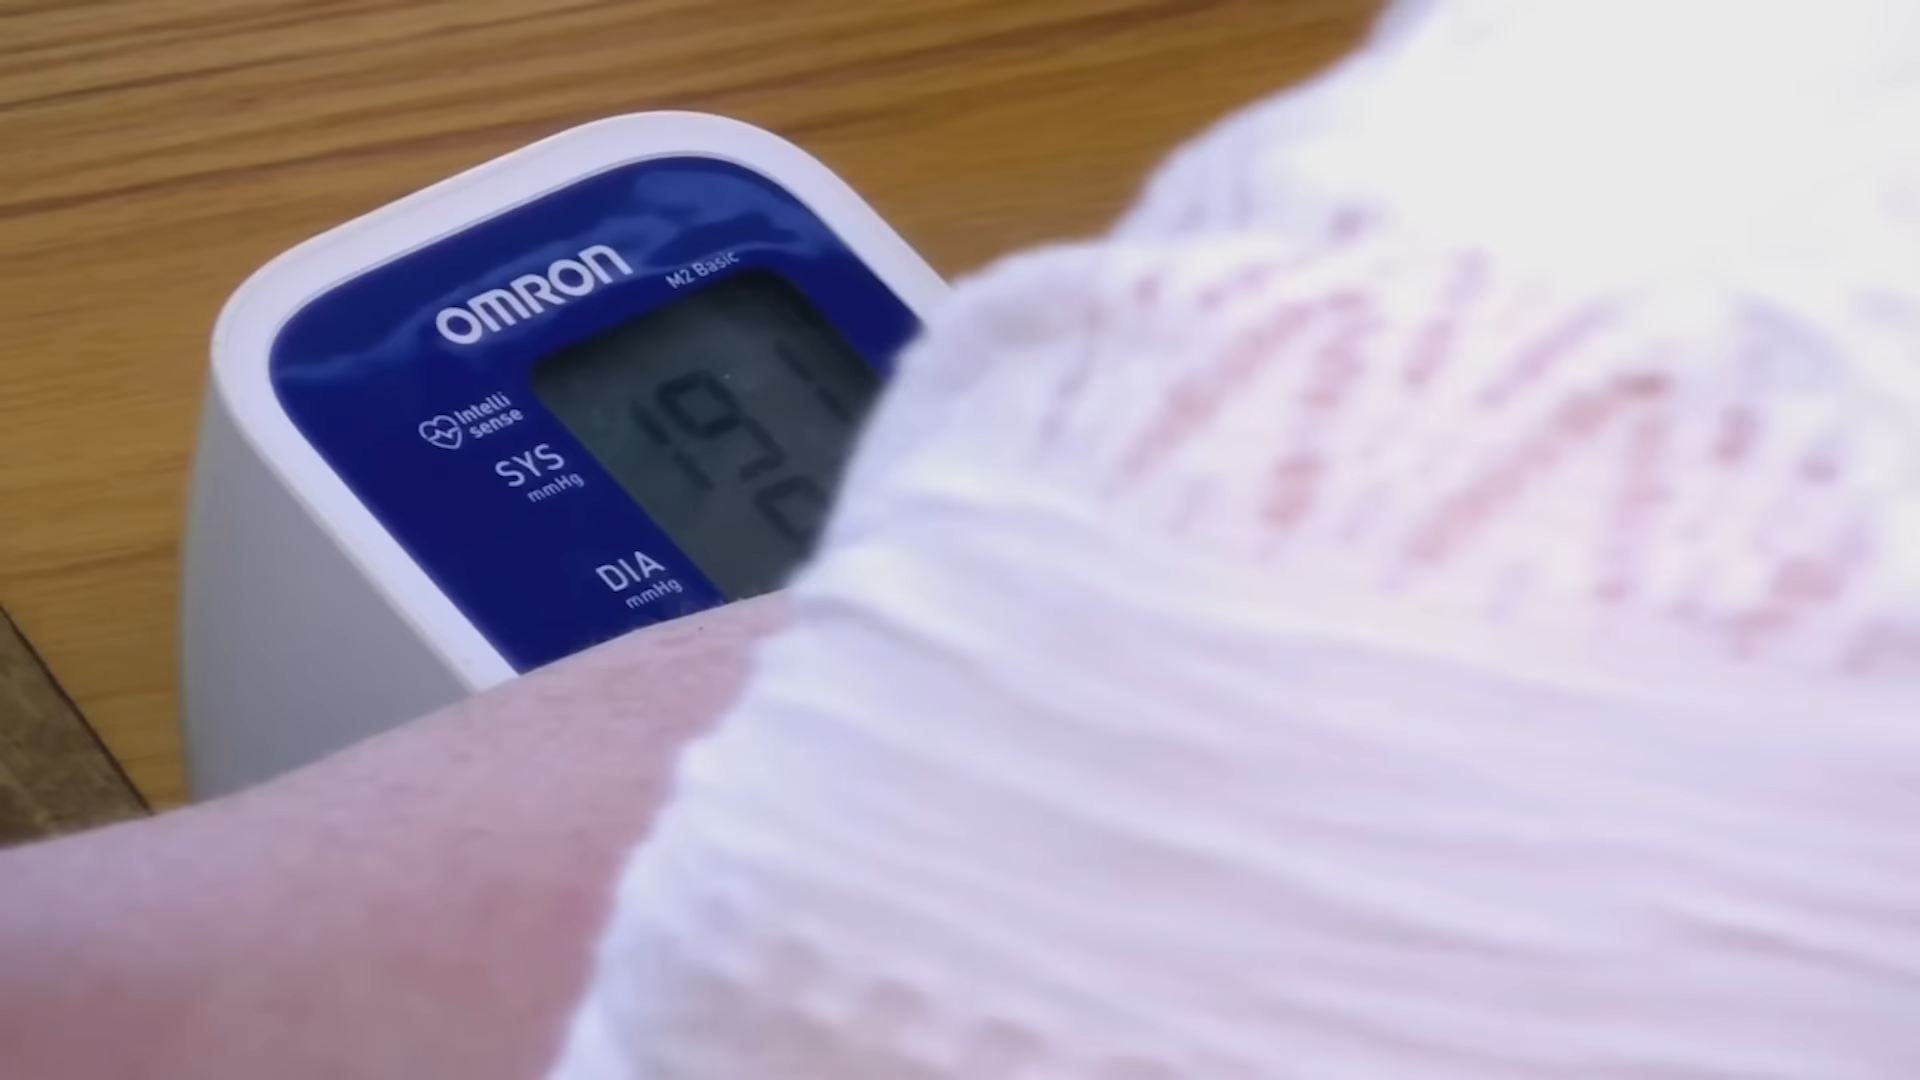 OMRON
M2 Basic
Intelli
sense
SYS
mmHg
DIA
mmHg